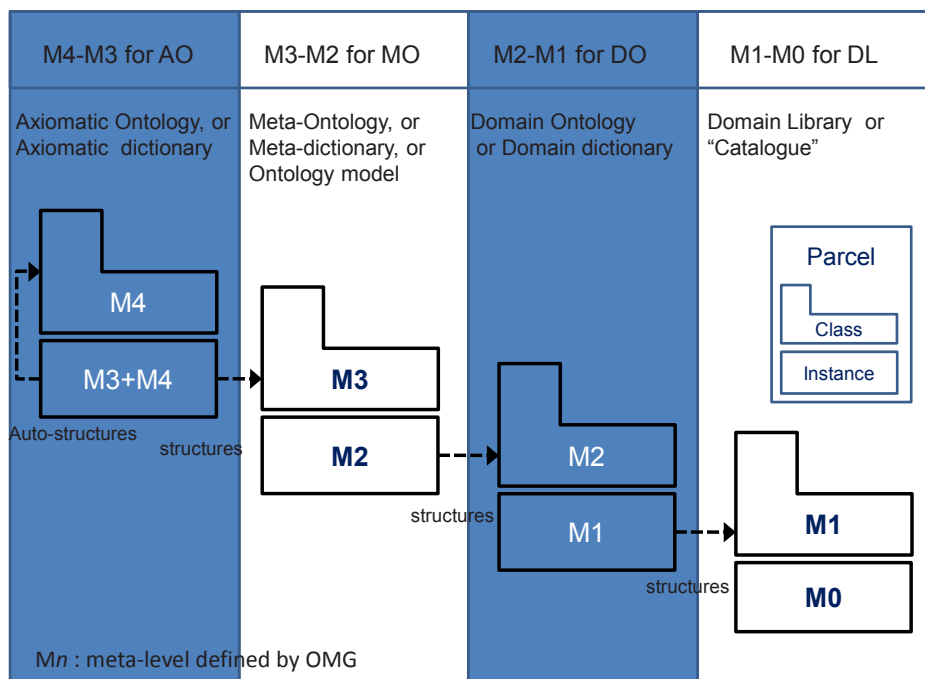 M4-M3 for AO
M3-M2 for MO
M2-M1 for DO
M1-M0 for DL
Axiomatic Ontology, or
Axiomatic dictionary
Meta-Ontology, or
Meta-dictionary, or
Ontology model
Domain Ontology
or Domain dictionary
Domain Library or
“Catalogue”
M4
M3+M4
Auto-structures
structures
M3
M2
structures
M2
M1
structures
M1
M0
Parcel
Class
Instance
Mn : meta-level defined by OMG